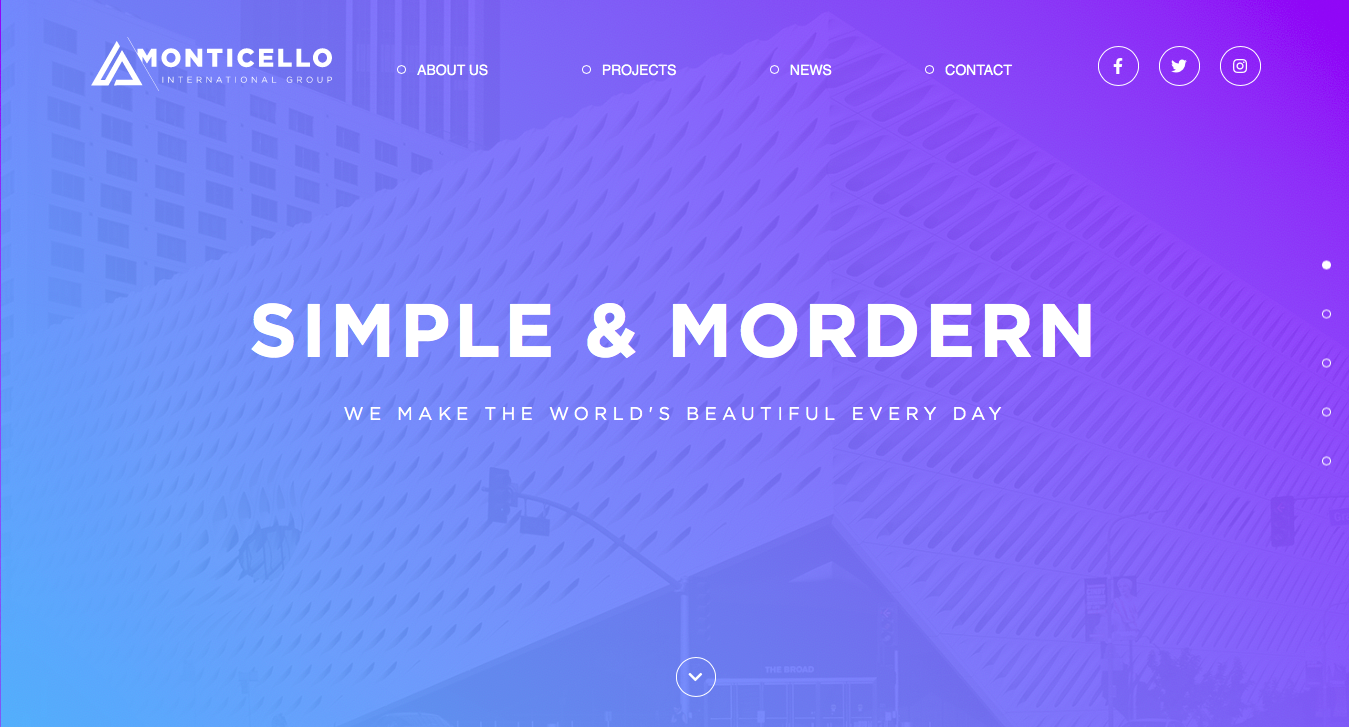 MONTICELLO
INTERNATIONAL GROUP
ABOUT US
PROJECTS
NEWS
CONTACT
SIMPLE & MORDERN
WE MAKE THE WORLD'S BEAUTIFUL EVERY DAY
THE BROAD